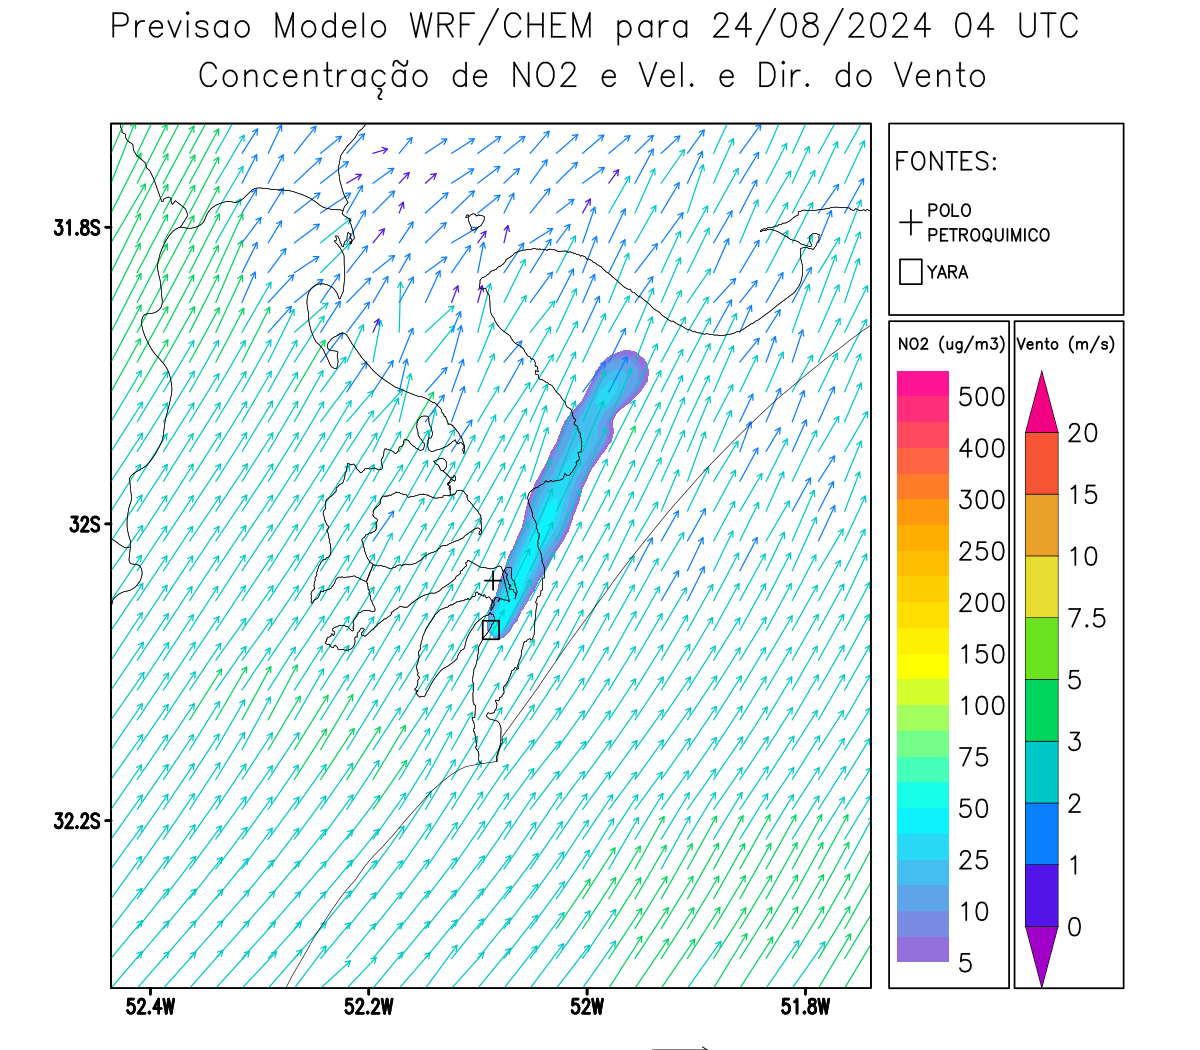 Previsao Modelo WRF/CHEM para 24/08/2024 04 UTC
Concentração de NO2 e Vel. e Dir. do Vento
FONTES:
POLO
PETROQUIMICO
YARA
31.8S
32S
32.2S
52.4W
52.2W
52W
51.8W
NO2 (ug/m3)
500
400
300
250
200
150
100
75
50
25
10
5
Vento (m/s)
20
15
10
7.5
5
3
2
1
0